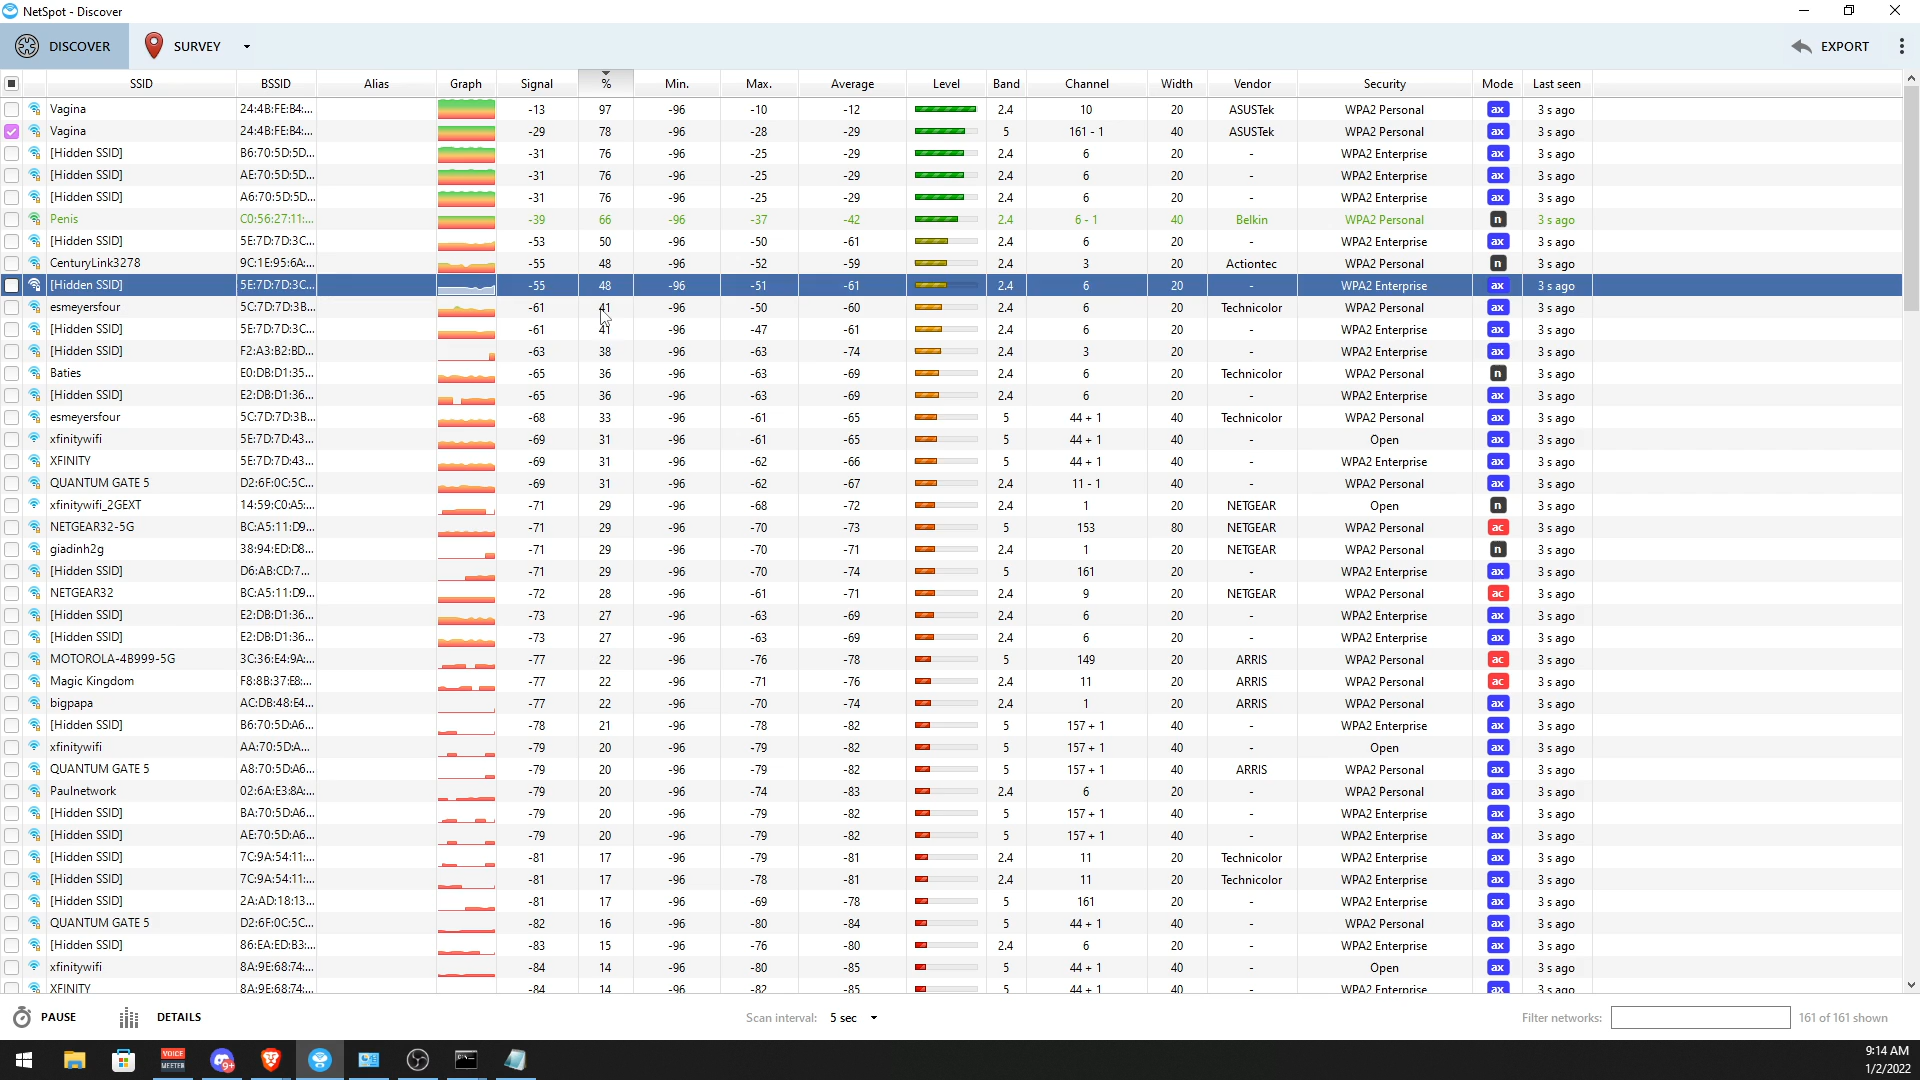 NetSpot - Discover
DISCOVER SURVEY EXPORT
SSID BSSID Alias Graph Signal % Min. Max. Average Level Band Channel Width Vendor Security Mode Last seen
Vagina 24:4B:FE:B4:... -13 97 -96 -10 -12 2.4 10 20 ASUSTek WPA2 Personal ax 3 s ago
Vagina 24:4B:FE:B4:... -29 78 -96 -28 -29 5 161 - 1 40 ASUSTek WPA2 Personal ax 3 s ago
[Hidden SSID] B6:70:5D:5D... -31 76 -96 -25 -29 2.4 6 20 - WPA2 Enterprise ax 3 s ago
[Hidden SSID] AE:70:5D:5D... -31 76 -96 -25 -29 2.4 6 20 - WPA2 Enterprise ax 3 s ago
[Hidden SSID] A6:70:5D:5D... -31 76 -96 -25 -29 2.4 6 20 - WPA2 Enterprise ax 3 s ago
Penis C0:56:27:11:... -39 66 -96 -37 -42 2.4 6 - 1 40 Belkin WPA2 Personal n 3 s ago
[Hidden SSID] 5E:7D:7D:3C... -53 50 -96 -50 -61 2.4 6 20 - WPA2 Enterprise ax 3 s ago
CenturyLink3278 9C:1E:95:6A:... -55 48 -96 -52 -59 2.4 3 20 Actiontec WPA2 Personal n 3 s ago
[Hidden SSID] 5E:7D:7D:3C... -55 48 -96 -51 -61 2.4 6 20 - WPA2 Enterprise ax 3 s ago
esmeyersfour 5C:7D:7D:3B... -61 41 -96 -50 -60 2.4 6 20 Technicolor WPA2 Personal ax 3 s ago
[Hidden SSID] 5E:7D:7D:3C... -61 41 -96 -47 -61 2.4 6 20 - WPA2 Enterprise ax 3 s ago
[Hidden SSID] F2:A3:B2:BD... -63 38 -96 -63 -74 2.4 3 20 - WPA2 Enterprise ax 3 s ago
Baties E0:DB:D1:35... -65 36 -96 -63 -69 2.4 6 20 Technicolor WPA2 Personal n 3 s ago
[Hidden SSID] E2:DB:D1:36... -65 36 -96 -63 -69 2.4 6 20 - WPA2 Enterprise ax 3 s ago
esmeyersfour 5C:7D:7D:3B... -68 33 -96 -61 -65 5 44 + 1 40 Technicolor WPA2 Personal ax 3 s ago
xfinitywifi 5E:7D:7D:43... -69 31 -96 -61 -65 5 44 + 1 40 - Open ax 3 s ago
XFINITY 5E:7D:7D:43... -69 31 -96 -62 -66 5 44 + 1 40 - WPA2 Enterprise ax 3 s ago
QUANTUM GATE 5 D2:6F:0C:5C... -69 31 -96 -62 -67 2.4 11 - 1 40 - WPA2 Personal ax 3 s ago
xfinitywifi_2GEXT 14:59:C0:A5:... -71 29 -96 -68 -72 2.4 1 20 NETGEAR Open n 3 s ago
NETGEAR32-5G BC:A5:11:D9... -71 29 -96 -70 -73 5 153 80 NETGEAR WPA2 Personal ac 3 s ago
giadinh2g 38:94:ED:D8... -71 29 -96 -70 -71 2.4 1 20 NETGEAR WPA2 Personal n 3 s ago
[Hidden SSID] D6:AB:CD:7... -71 29 -96 -70 -74 5 161 20 - WPA2 Enterprise ax 3 s ago
NETGEAR32 BC:A5:11:D9... -72 28 -96 -61 -71 2.4 9 20 NETGEAR WPA2 Personal ac 3 s ago
[Hidden SSID] E2:DB:D1:36... -73 27 -96 -63 -69 2.4 6 20 - WPA2 Enterprise ax 3 s ago
[Hidden SSID] E2:DB:D1:36... -73 27 -96 -63 -69 2.4 6 20 - WPA2 Enterprise ax 3 s ago
MOTOROLA-4B999-5G 3C:36:E4:9A:... -77 22 -96 -76 -78 5 149 20 ARRIS WPA2 Personal ac 3 s ago
Magic Kingdom F8:8B:37:E8:... -77 22 -96 -71 -76 2.4 11 20 ARRIS WPA2 Personal ac 3 s ago
bigpapa AC:DB:48:E4... -77 22 -96 -70 -74 2.4 1 20 ARRIS WPA2 Personal ax 3 s ago
[Hidden SSID] B6:70:5D:A6... -78 21 -96 -78 -82 5 157 + 1 40 - WPA2 Enterprise ax 3 s ago
xfinitywifi AA:70:5D:A... -79 20 -96 -79 -82 5 157 + 1 40 - Open ax 3 s ago
QUANTUM GATE 5 A8:70:5D:A6... -79 20 -96 -79 -82 5 157 + 1 40 ARRIS WPA2 Personal ax 3 s ago
Paulnetwork 02:6A:E3:8A:... -79 20 -96 -74 -83 2.4 6 20 - WPA2 Personal ax 3 s ago
[Hidden SSID] BA:70:5D:A6... -79 20 -96 -79 -82 5 157 + 1 40 - WPA2 Enterprise ax 3 s ago
[Hidden SSID] AE:70:5D:A6... -79 20 -96 -79 -82 5 157 + 1 40 - WPA2 Enterprise ax 3 s ago
[Hidden SSID] 7C:9A:54:11:... -81 17 -96 -79 -81 2.4 11 20 Technicolor WPA2 Enterprise ax 3 s ago
[Hidden SSID] 7C:9A:54:11:... -81 17 -96 -78 -81 2.4 11 20 Technicolor WPA2 Enterprise ax 3 s ago
[Hidden SSID] 2A:AD:18:13... -81 17 -96 -69 -78 5 161 20 - WPA2 Enterprise ax 3 s ago
QUANTUM GATE 5 D2:6F:0C:5C... -82 16 -96 -80 -84 5 44 + 1 40 - WPA2 Personal ax 3 s ago
[Hidden SSID] 86:EA:ED:B3:... -83 15 -96 -76 -80 2.4 6 20 - WPA2 Enterprise ax 3 s ago
xfinitywifi 8A:9E:68:74:... -84 14 -96 -80 -85 5 44 + 1 40 - Open ax 3 s ago
XFINITY 8A:9E:68:74:... -84 14 -96 -82 -85 5 44 + 1 40 - WPA2 Enterprise ax 3 s ago
PAUSE DETAILS Scan interval: 5 sec Filter networks: 161 of 161 shown
VOICE
MEETER
9+
9:14 AM
1/2/2022